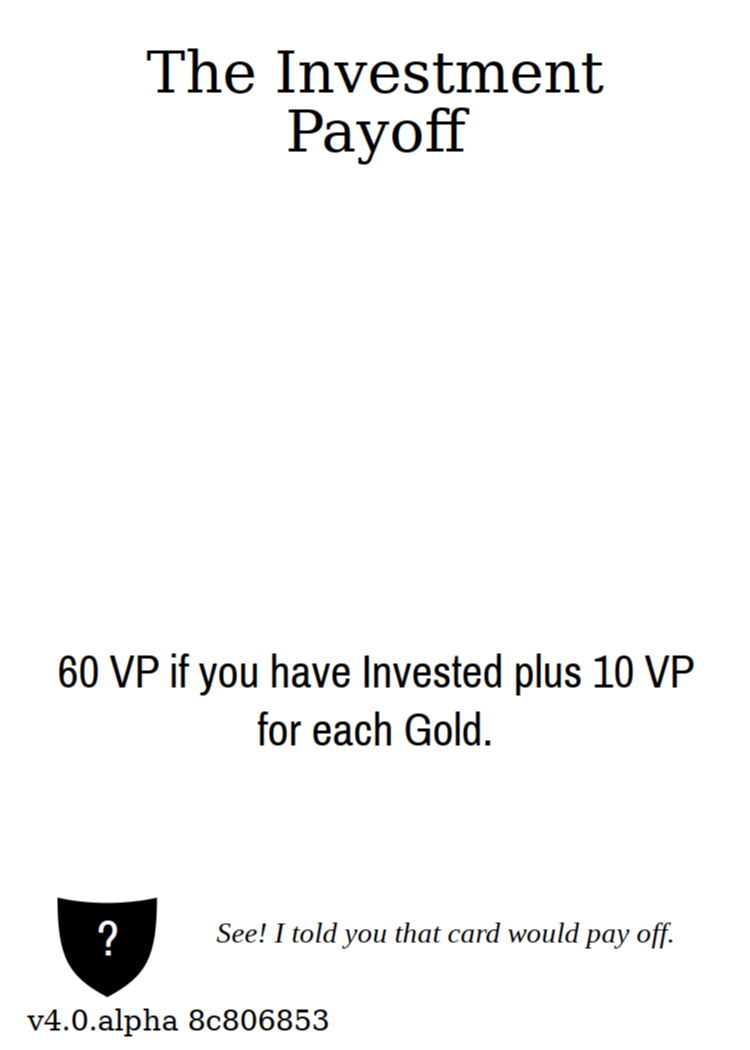 The Investment
Payoff
60 VP if you have Invested plus 10 VP
for each Gold.
?
See! I told you that card would pay off.
v4.0.alpha 8c806853